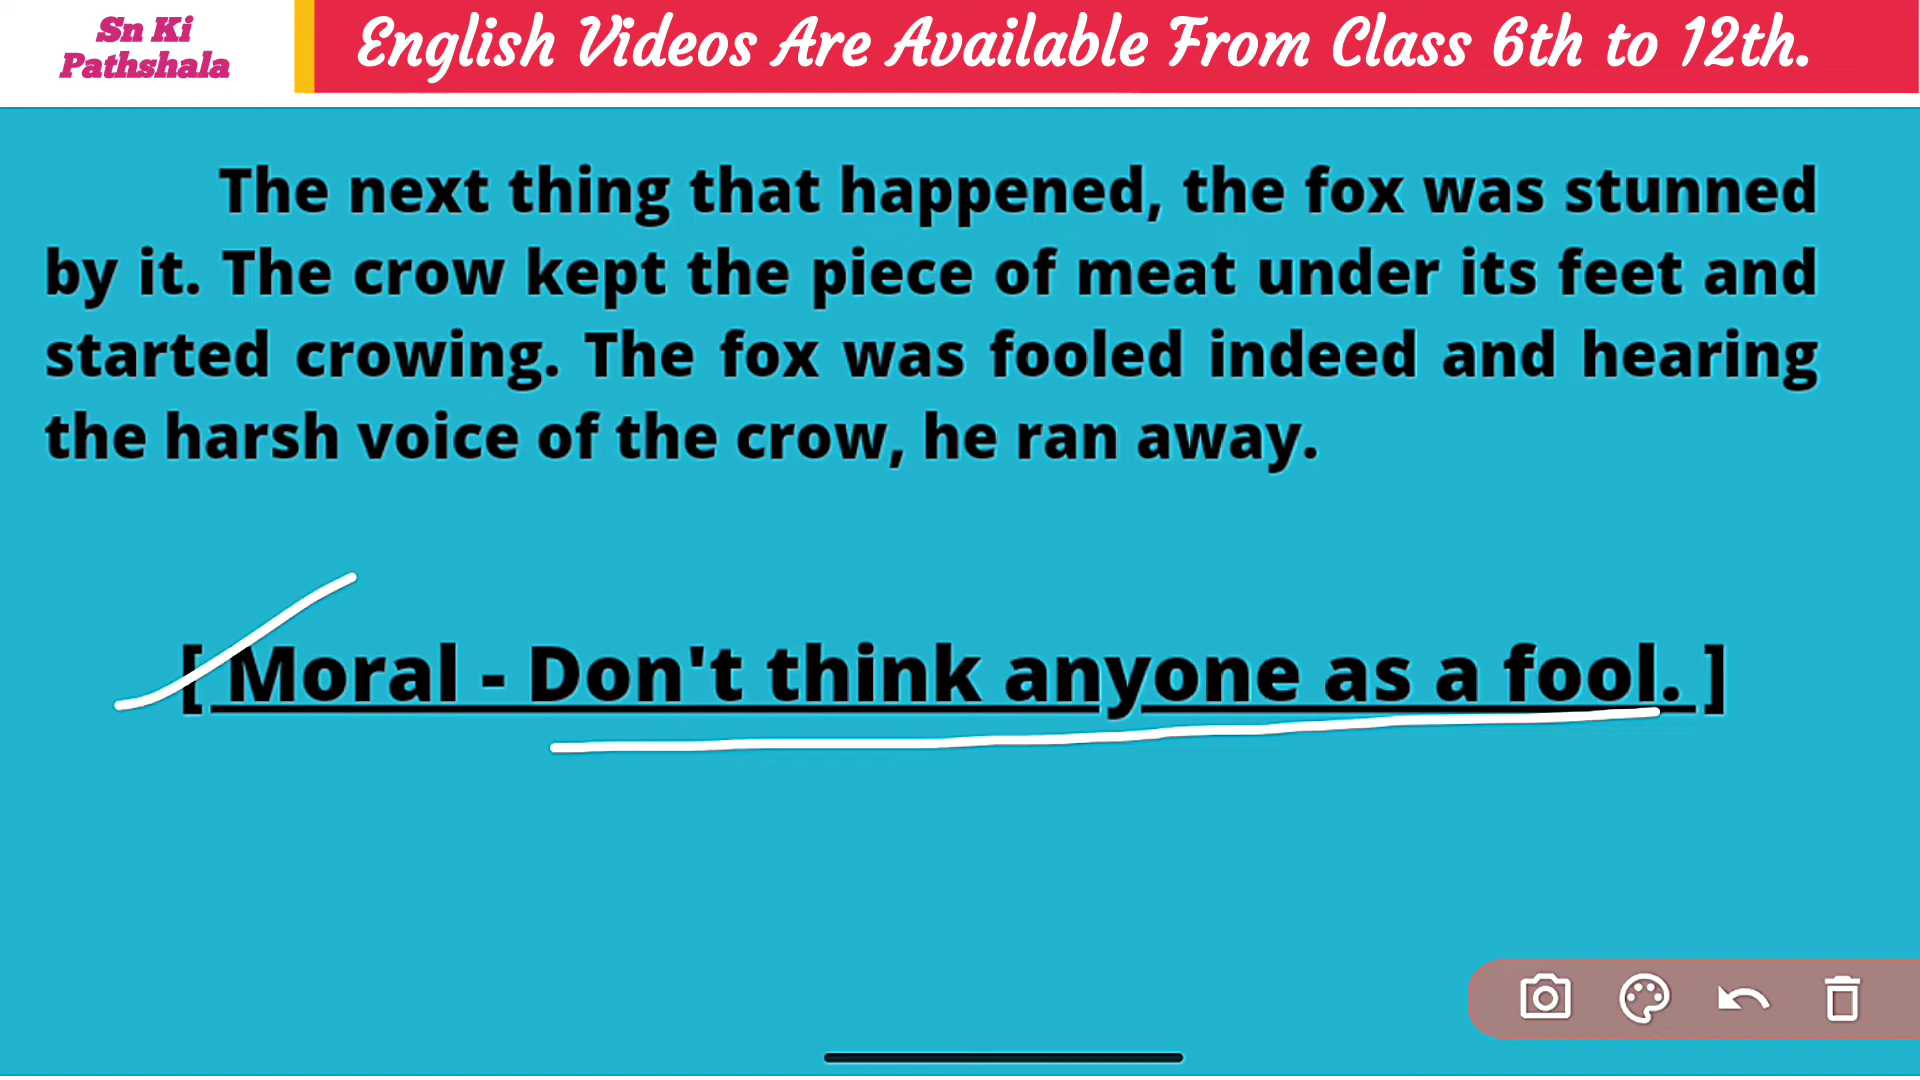 Sn Ki
Pathshala
English Videos Are Available From Class 6th to 12th.
The next thing that happened, the fox was stunned
by it. The crow kept the piece of meat under its feet and
started crowing. The fox was fooled indeed and hearing
the harsh voice of the crow, he ran away.
[ Moral - Don't think anyone as a fool. ]